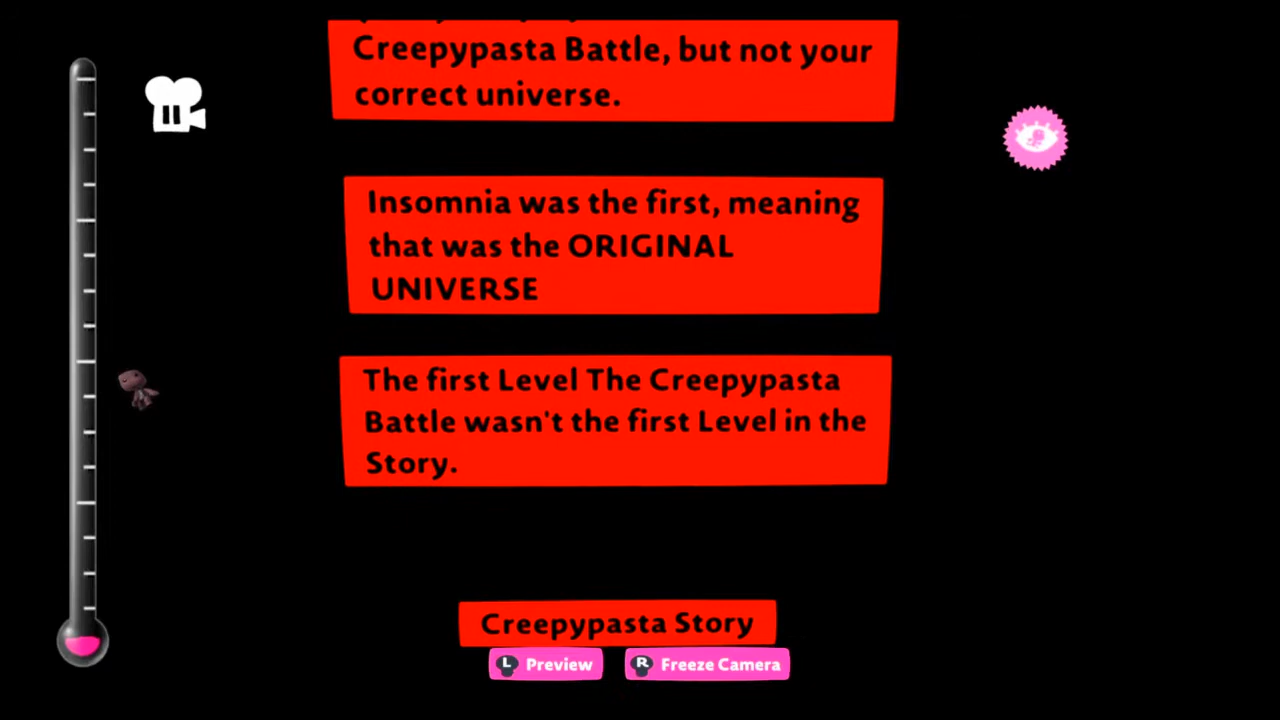 Creepypasta Battle, but not your
correct universe.
Insomnia was the first, meaning
that was the ORIGINAL
UNIVERSE
The first Level The Creepypasta
Battle wasn't the first Level in the
Story.
Creepypasta Story
L Preview R Freeze Camera